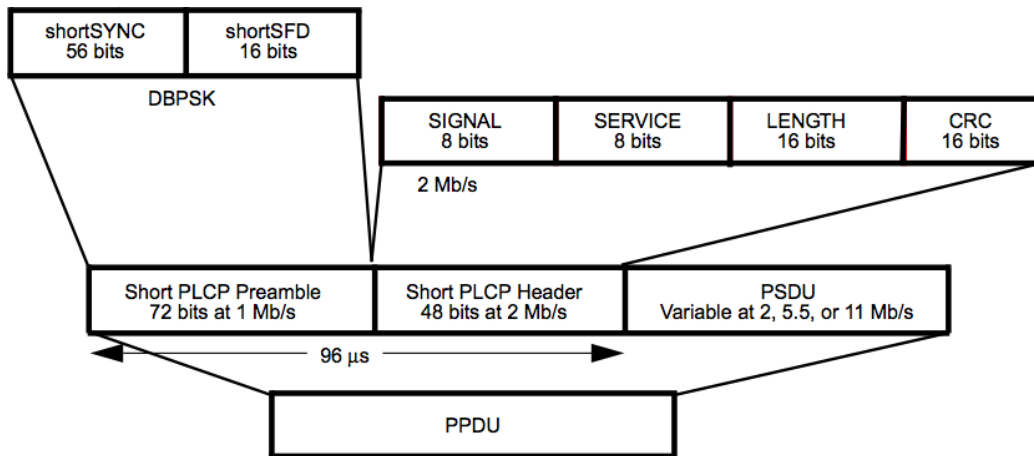 shortSYNC
56 bits
shortSFD
16 bits
DBPSK
SIGNAL
8 bits
SERVICE
8 bits
LENGTH
16 bits
CRC
16 bits
2 Mb/s
Short PLCP Preamble
72 bits at 1 Mb/s
Short PLCP Header
48 bits at 2 Mb/s
PSDU
Variable at 2, 5.5, or 11 Mb/s
96 μs
PPDU